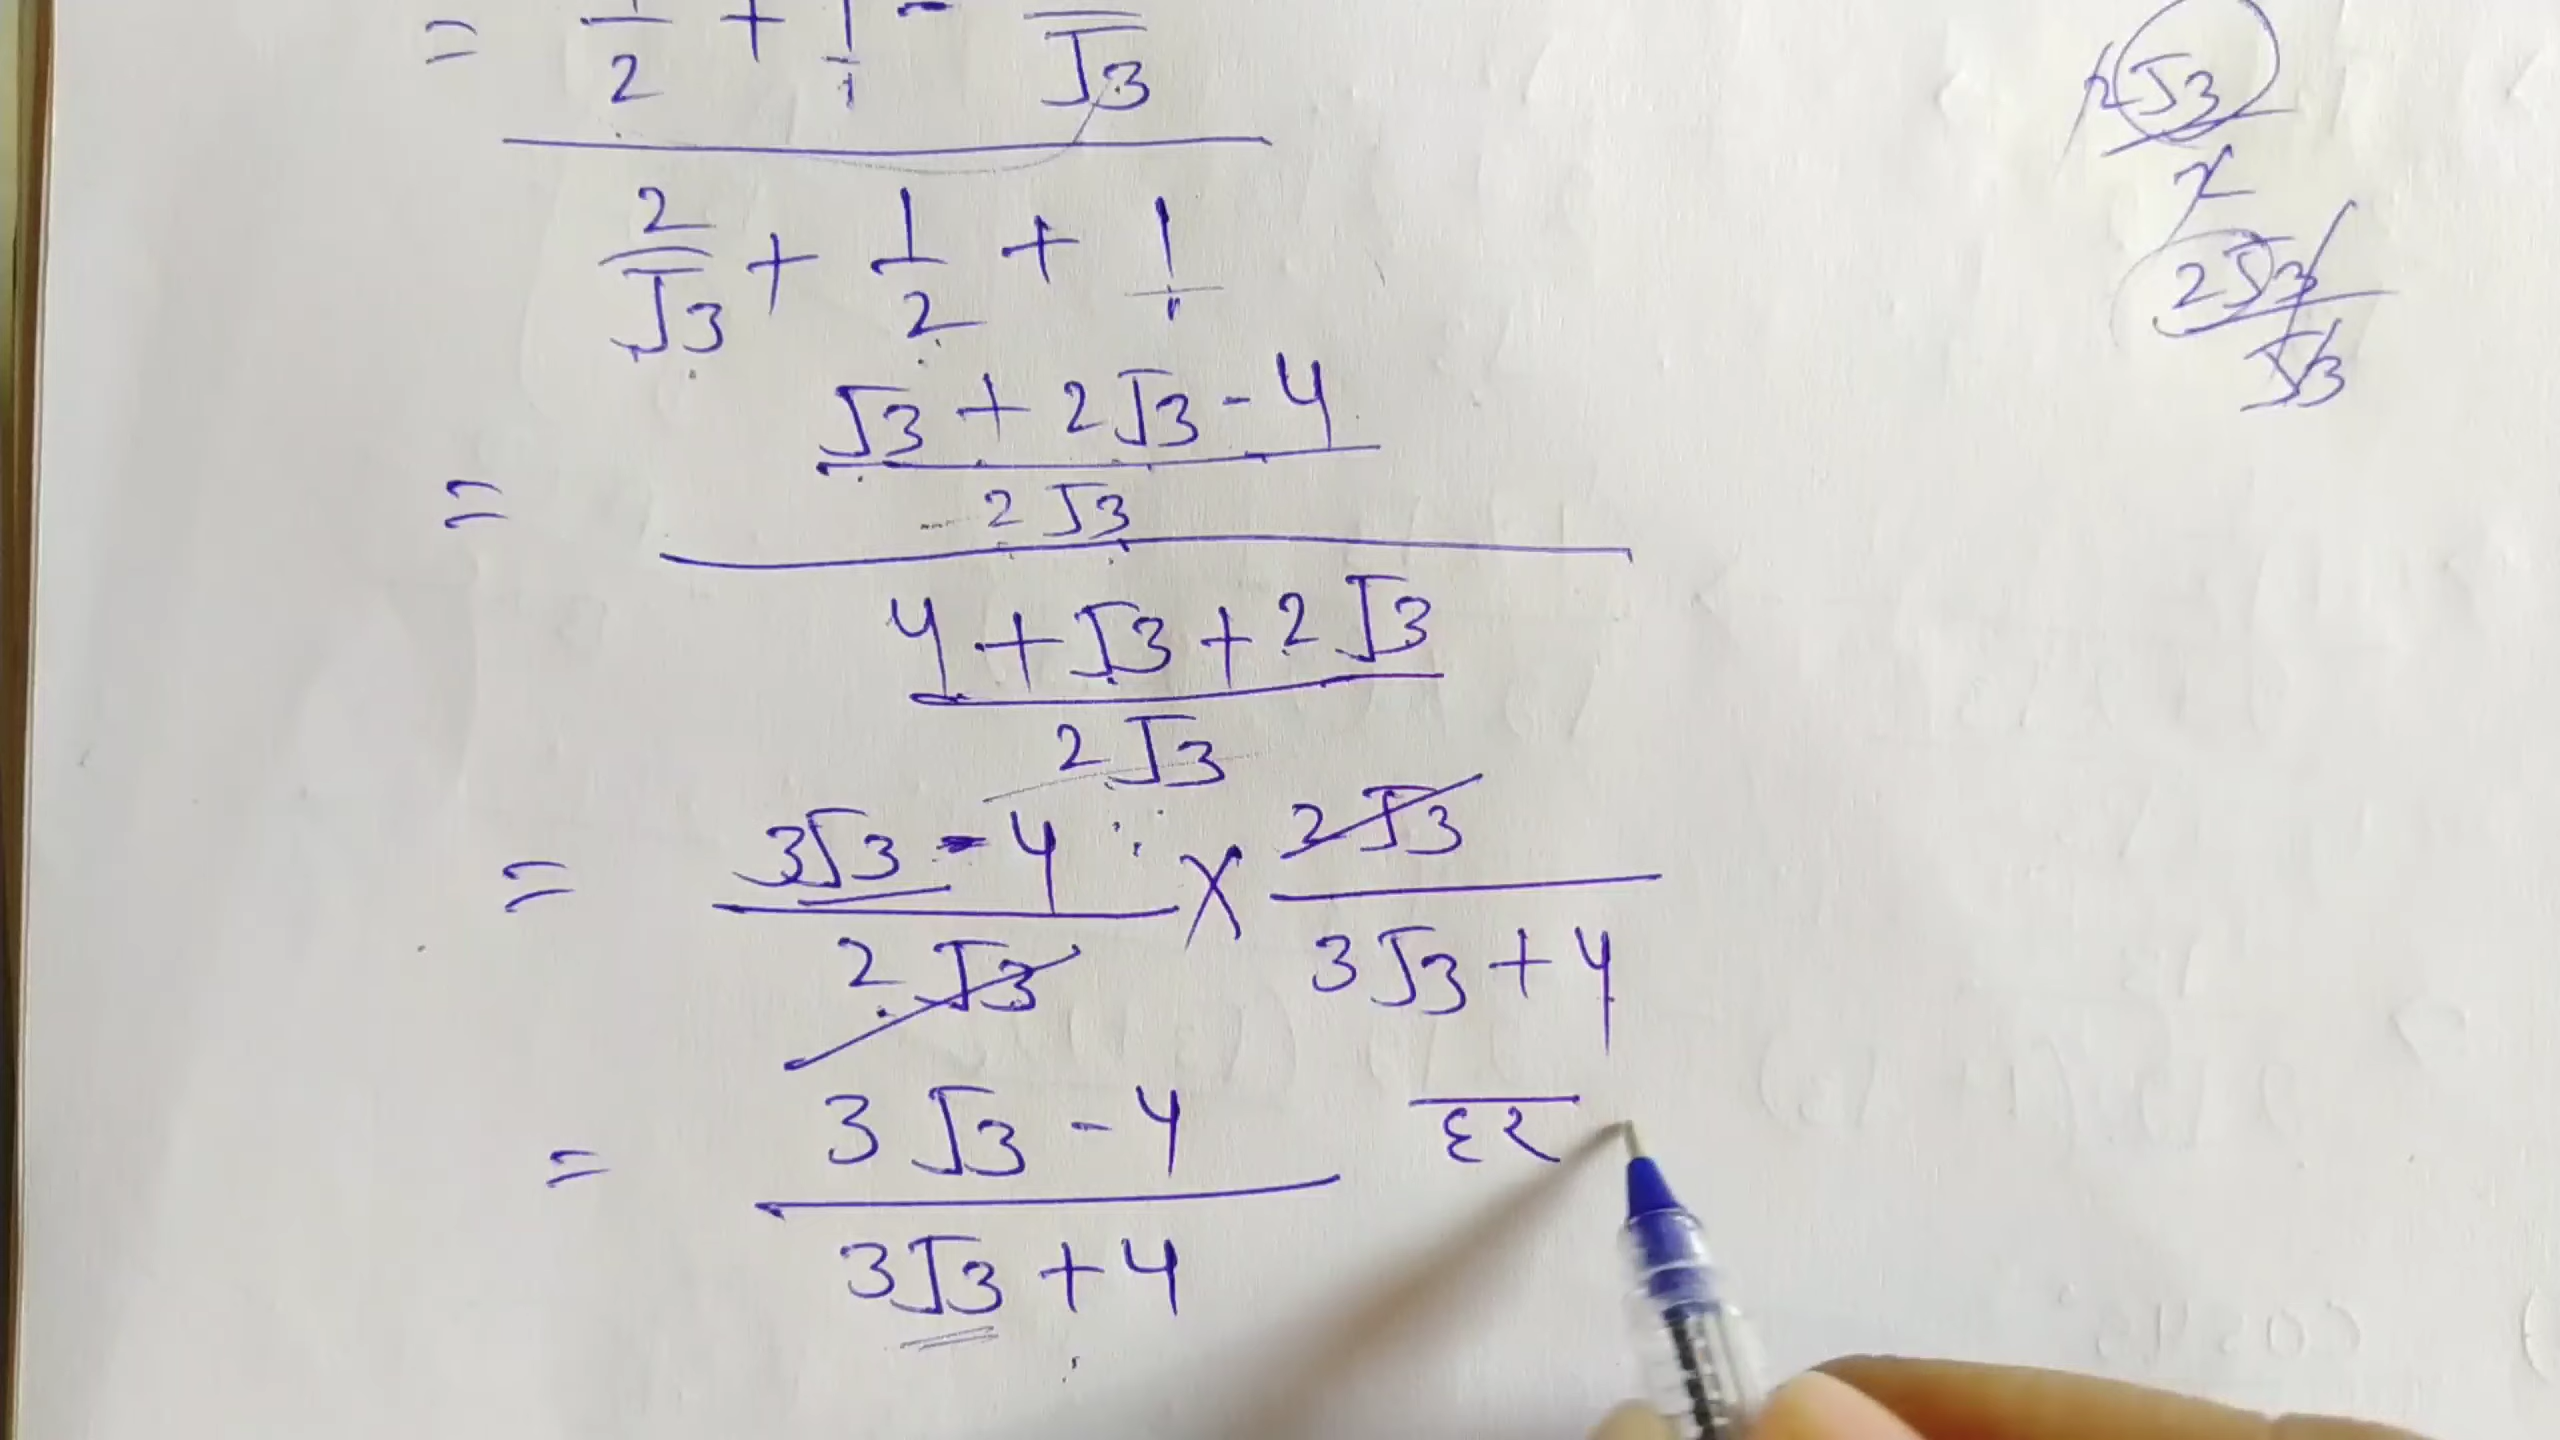 = 1/2 + 1/1 - /√3
2/√3 + 1/2 + 1/1
= √3 + 2√3 - 4
2√3
4 + √3 + 2√3
2√3
= 3√3 - 4 / 2√3 × 2√3 / 3√3 + 4
= 3√3 - 4 / 3√3 + 4
हर
2√3
2
2√3
√3